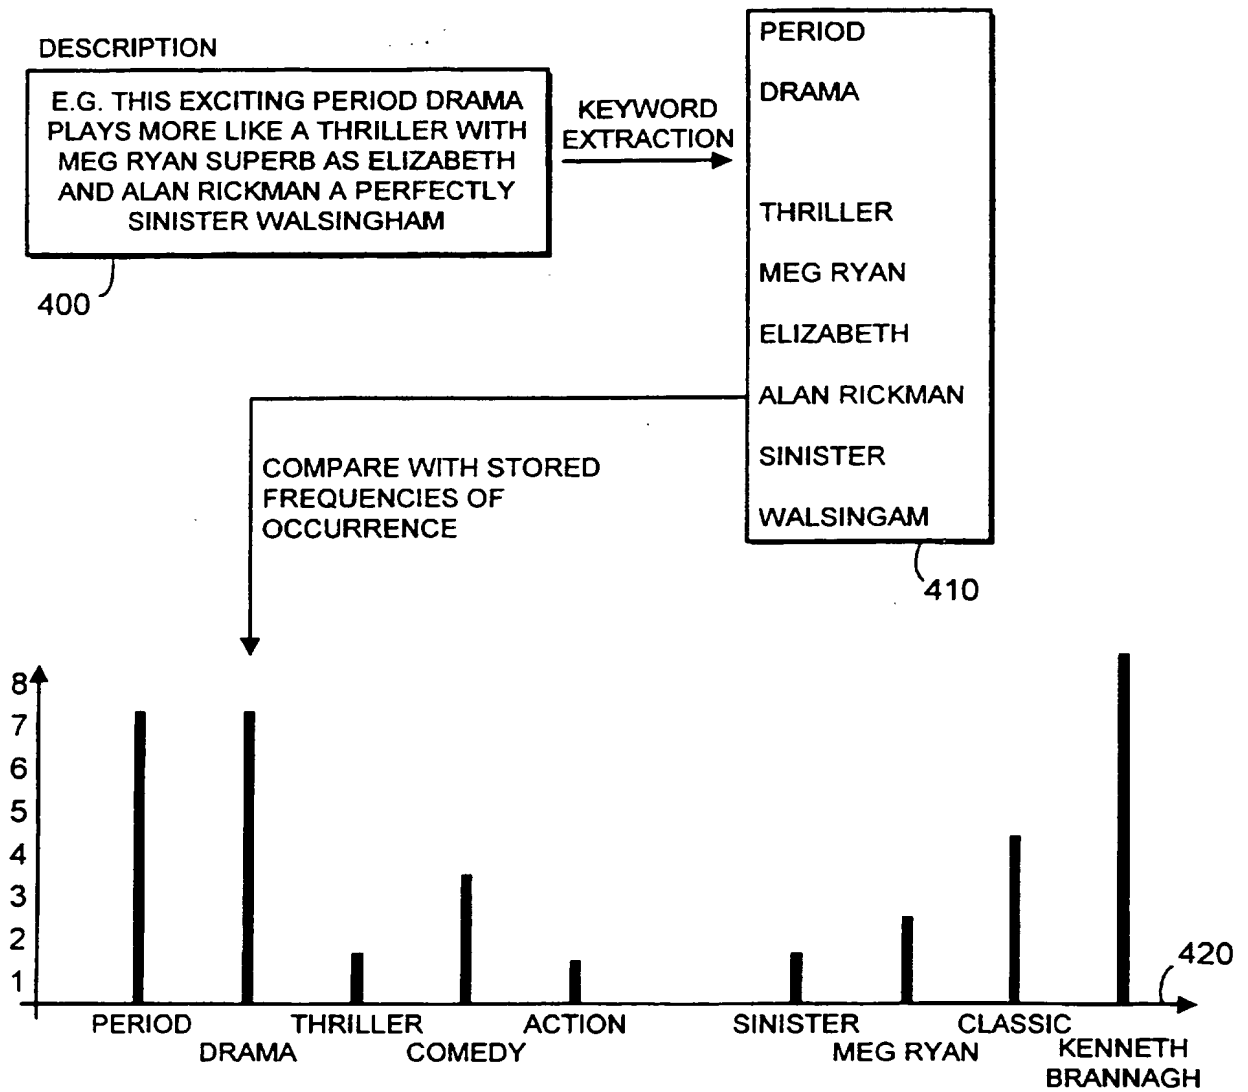 DESCRIPTION
E.G. THIS EXCITING PERIOD DRAMA
PLAYS MORE LIKE A THRILLER WITH
MEG RYAN SUPERB AS ELIZABETH
AND ALAN RICKMAN A PERFECTLY
SINISTER WALSINGHAM
400
KEYWORD
EXTRACTION
PERIOD
DRAMA
THRILLER
MEG RYAN
ELIZABETH
ALAN RICKMAN
SINISTER
WALSINGAM
410
COMPARE WITH STORED
FREQUENCIES OF
OCCURRENCE
8
7
6
5
4
3
2
1
420
PERIOD
DRAMA
THRILLER
COMEDY
ACTION
SINISTER
MEG RYAN
CLASSIC
KENNETH
BRANNAGH